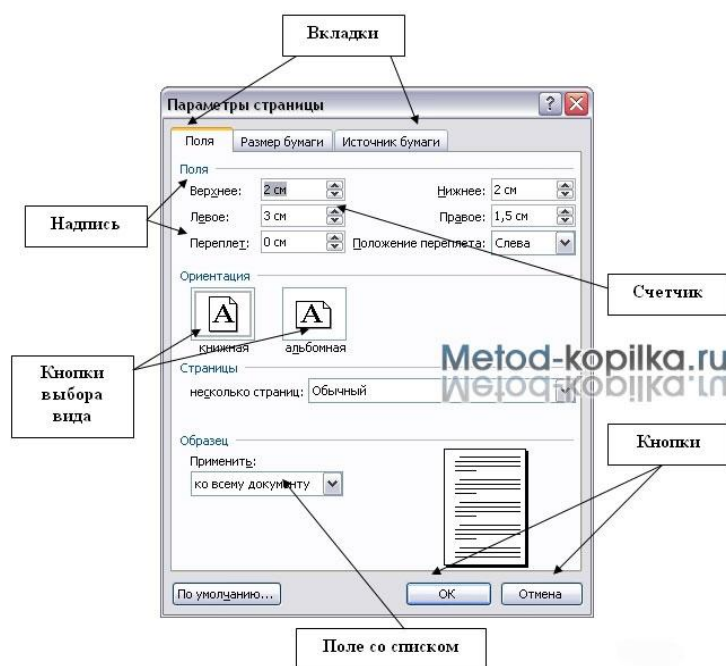 Вкладки
Параметры страницы
Поля Размер бумаги Источник бумаги
Поля
Верхнее: 2 см Нижнее: 2 см
Левое: 3 см Правое: 1,5 см
Переплет: 0 см Положение переплета: Слева
Надпись
Ориентация
Счетчик
A A
книжная альбомная
Metod-kopilka.ru
Кнопки
выбора
вида
Страницы
несколько страниц: Обычный
Образец
Кнопки
Применить:
ко всему документу
По умолчанию... ОК Отмена
Поле со списком